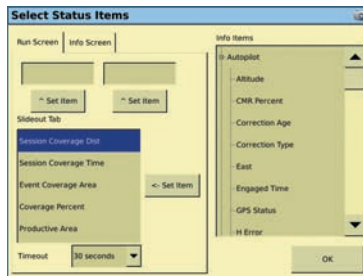 Select Status Items
Run Screen
Info Screen
^ Set Item
^ Set Item
Slideout Tab
Session Coverage Dist
Session Coverage Time
Event Coverage Area
Coverage Percent
Productive Area
<- Set Item
Timeout
30 seconds
Info Items
Autopilot
Altitude
CMR Percent
Correction Age
Correction Type
East
Engaged Time
GPS Status
H Error
OK